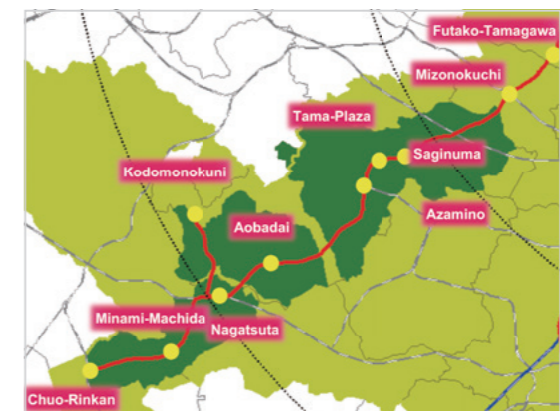 Futako-Tamagawa
Mizonokuchi
Tama-Plaza
Saginuma
Kodomonokuni
Azamino
Aobadai
Minami-Machida
Nagatsuta
Chuo-Rinkan